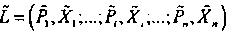 L̃ = (P̃₁, X̃₁; ...; P̃ᵢ, X̃ᵢ; ...; P̃ₙ, X̃ₙ)